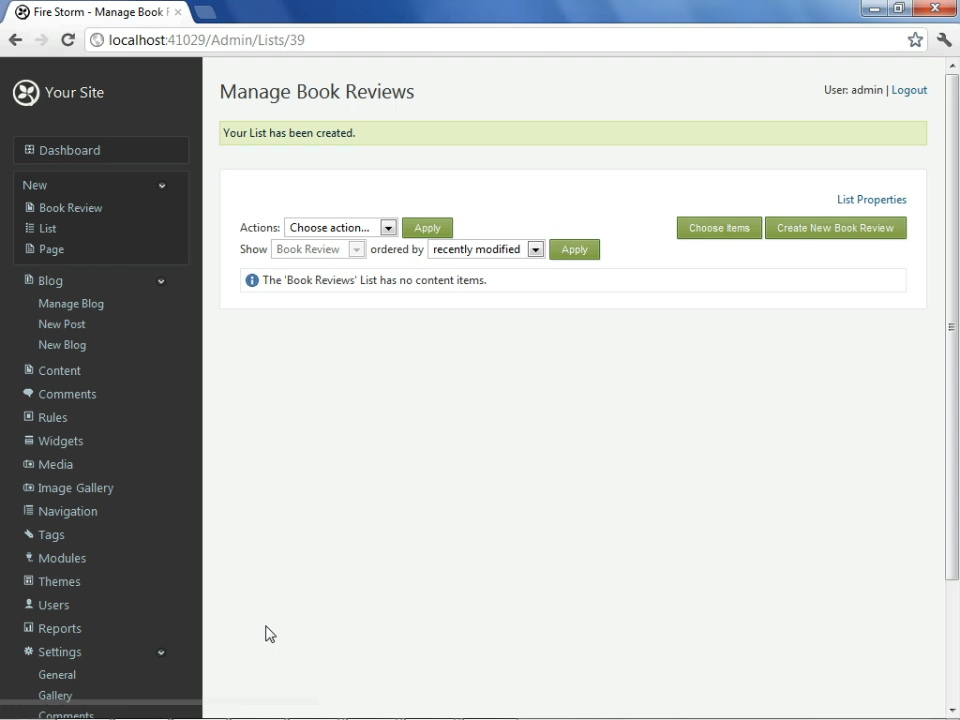 Fire Storm - Manage Book
localhost:41029/Admin/Lists/39
Your Site
Manage Book Reviews
User: admin | Logout
Your List has been created.
Dashboard
New
Book Review
List
Page
List Properties
Actions: Choose action... Apply
Choose Items Create New Book Review
Show Book Review ordered by recently modified Apply
The 'Book Reviews' List has no content items.
Blog
Manage Blog
New Post
New Blog
Content
Comments
Rules
Widgets
Media
Image Gallery
Navigation
Tags
Modules
Themes
Users
Reports
Settings
General
Gallery
Comments